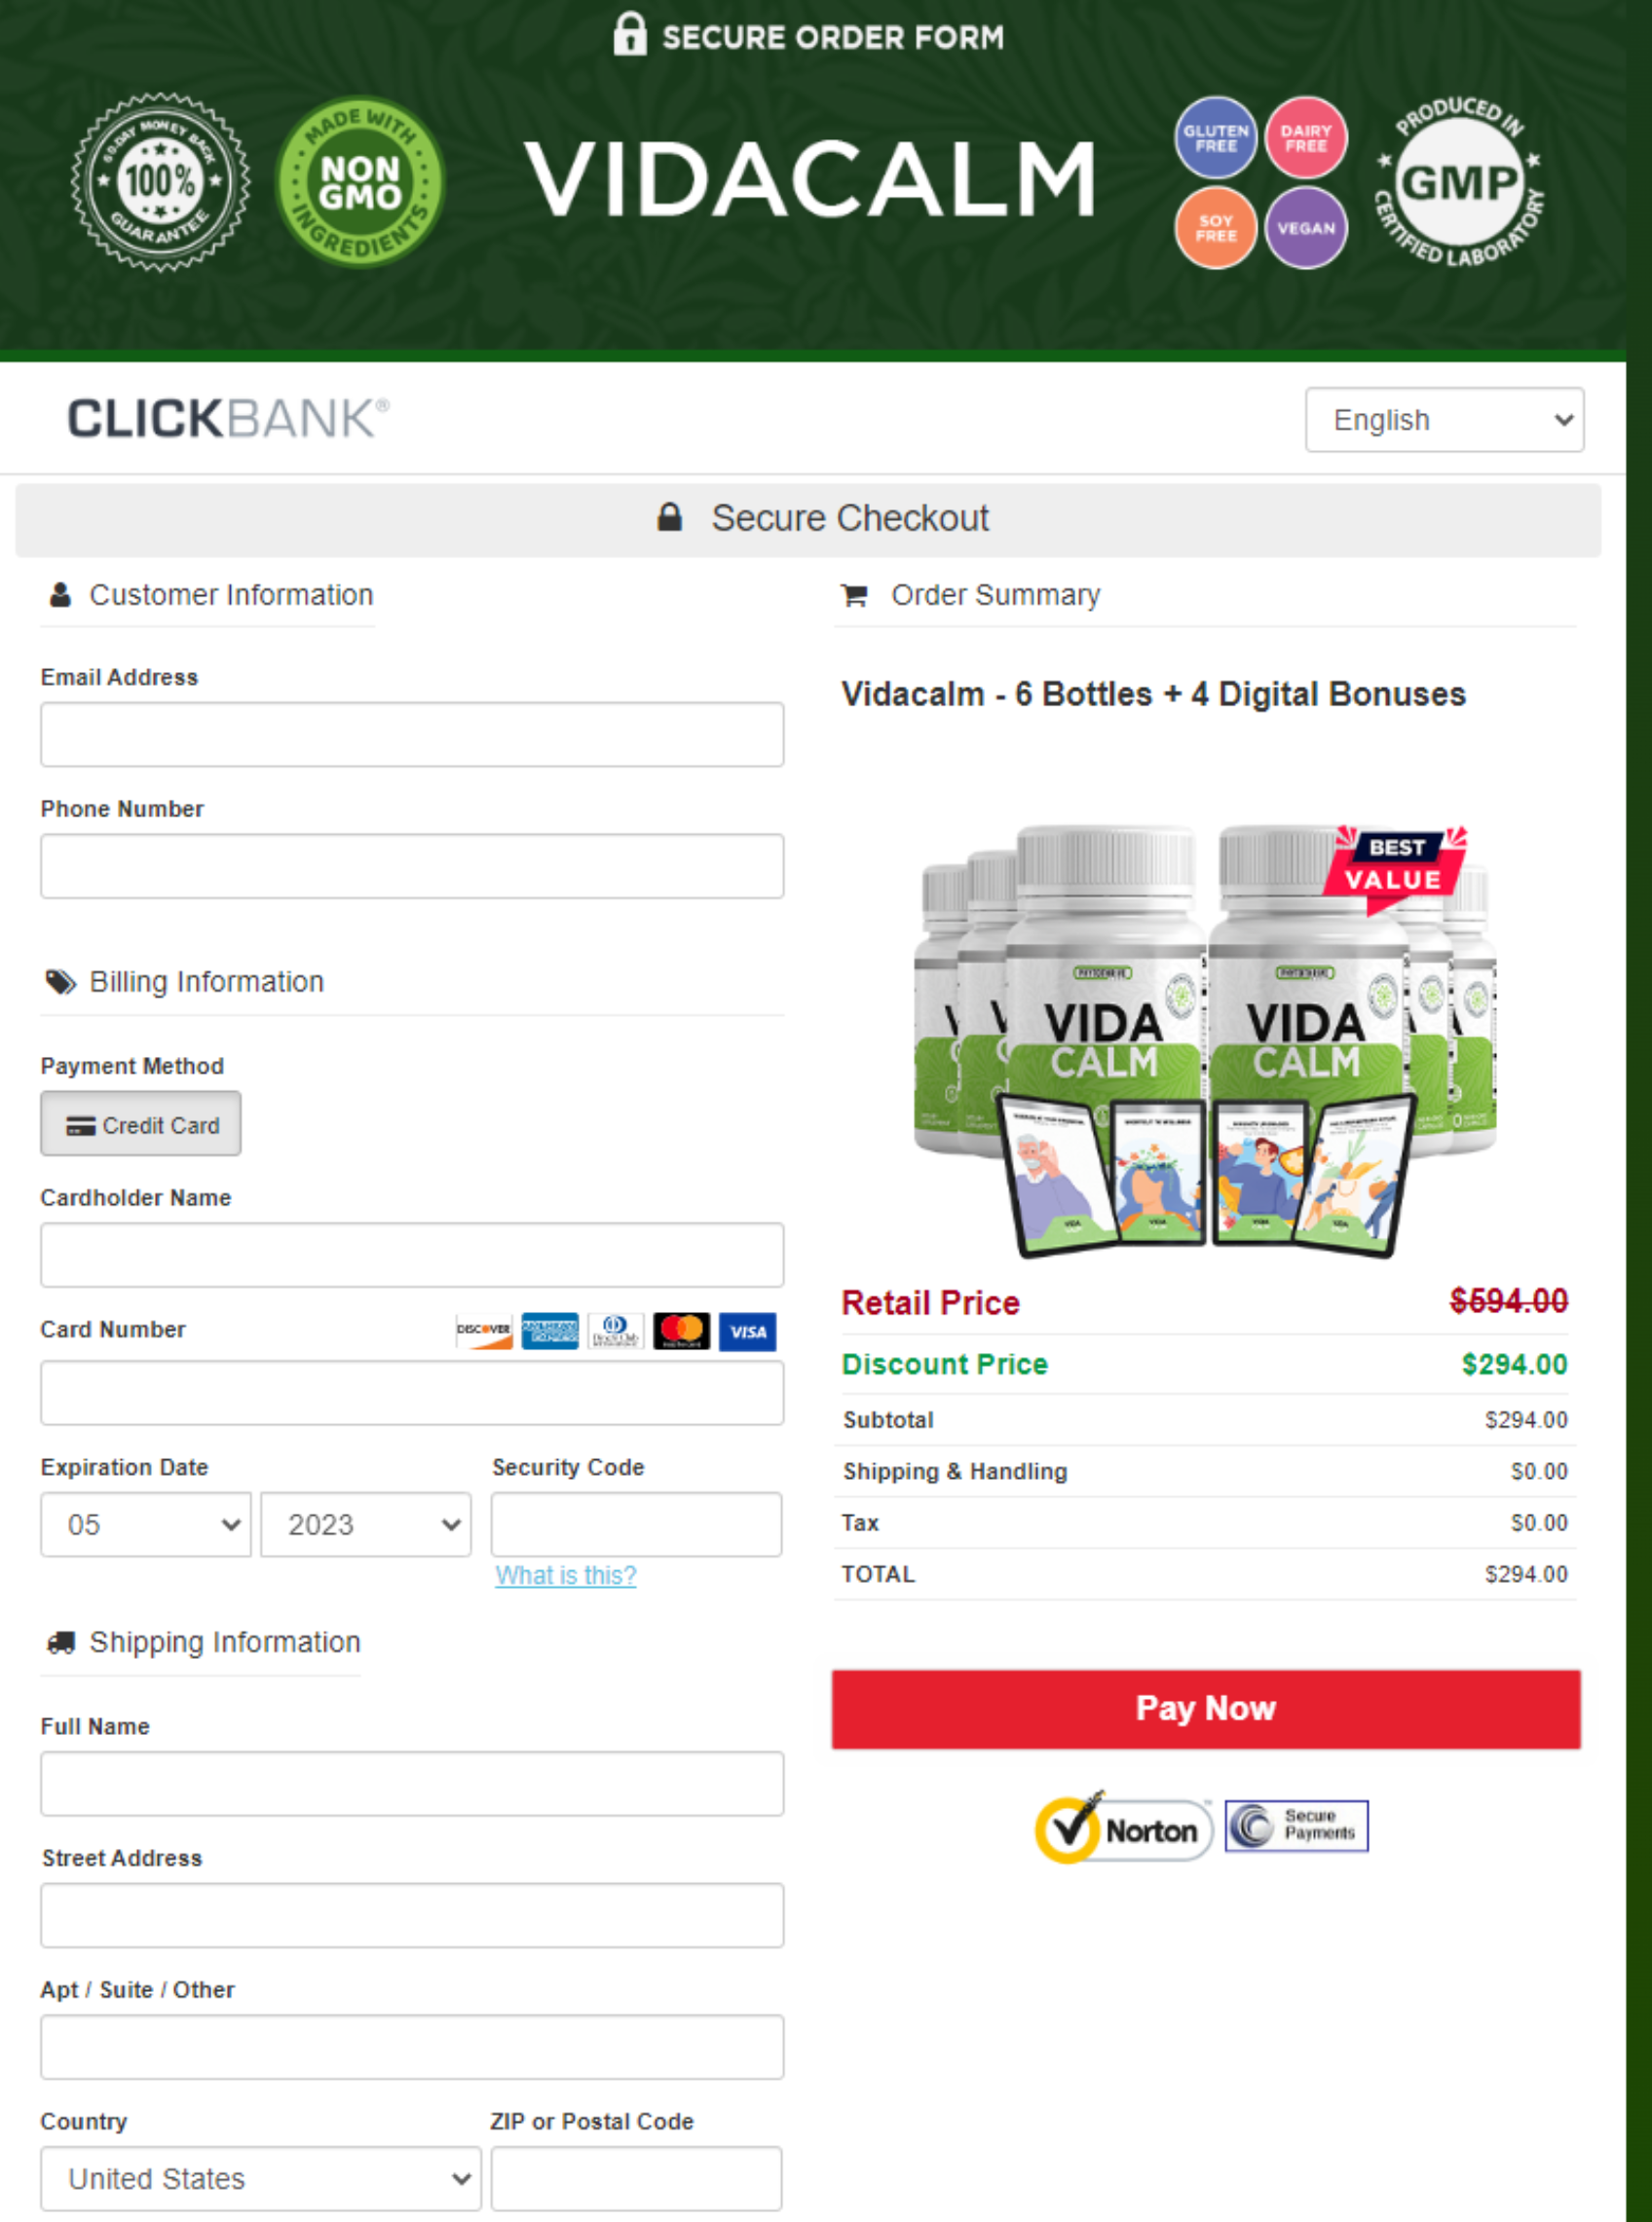 SECURE ORDER FORM
60-DAY MONEY BACK
100%
GUARANTEE
MADE WITH
NON
GMO
INGREDIENTS
VIDACALM
GLUTEN
FREE
DAIRY
FREE
SOY
FREE
VEGAN
PRODUCED IN
GMP
CERTIFIED LABORATORY
CLICKBANK®
English
Secure Checkout
Customer Information
Email Address
Phone Number
Billing Information
Payment Method
Credit Card
Cardholder Name
Card Number
DISCOVER
AMERICAN EXPRESS
Diners Club
VISA
Expiration Date
Security Code
05
2023
What is this?
Shipping Information
Full Name
Street Address
Apt / Suite / Other
Country
ZIP or Postal Code
United States
Order Summary
Vidacalm - 6 Bottles + 4 Digital Bonuses
BEST
VALUE
VIDA
CALM
VIDA
CALM
Retail Price $594.00
Discount Price $294.00
Subtotal $294.00
Shipping & Handling $0.00
Tax $0.00
TOTAL $294.00
Pay Now
Norton
Secure
Payments